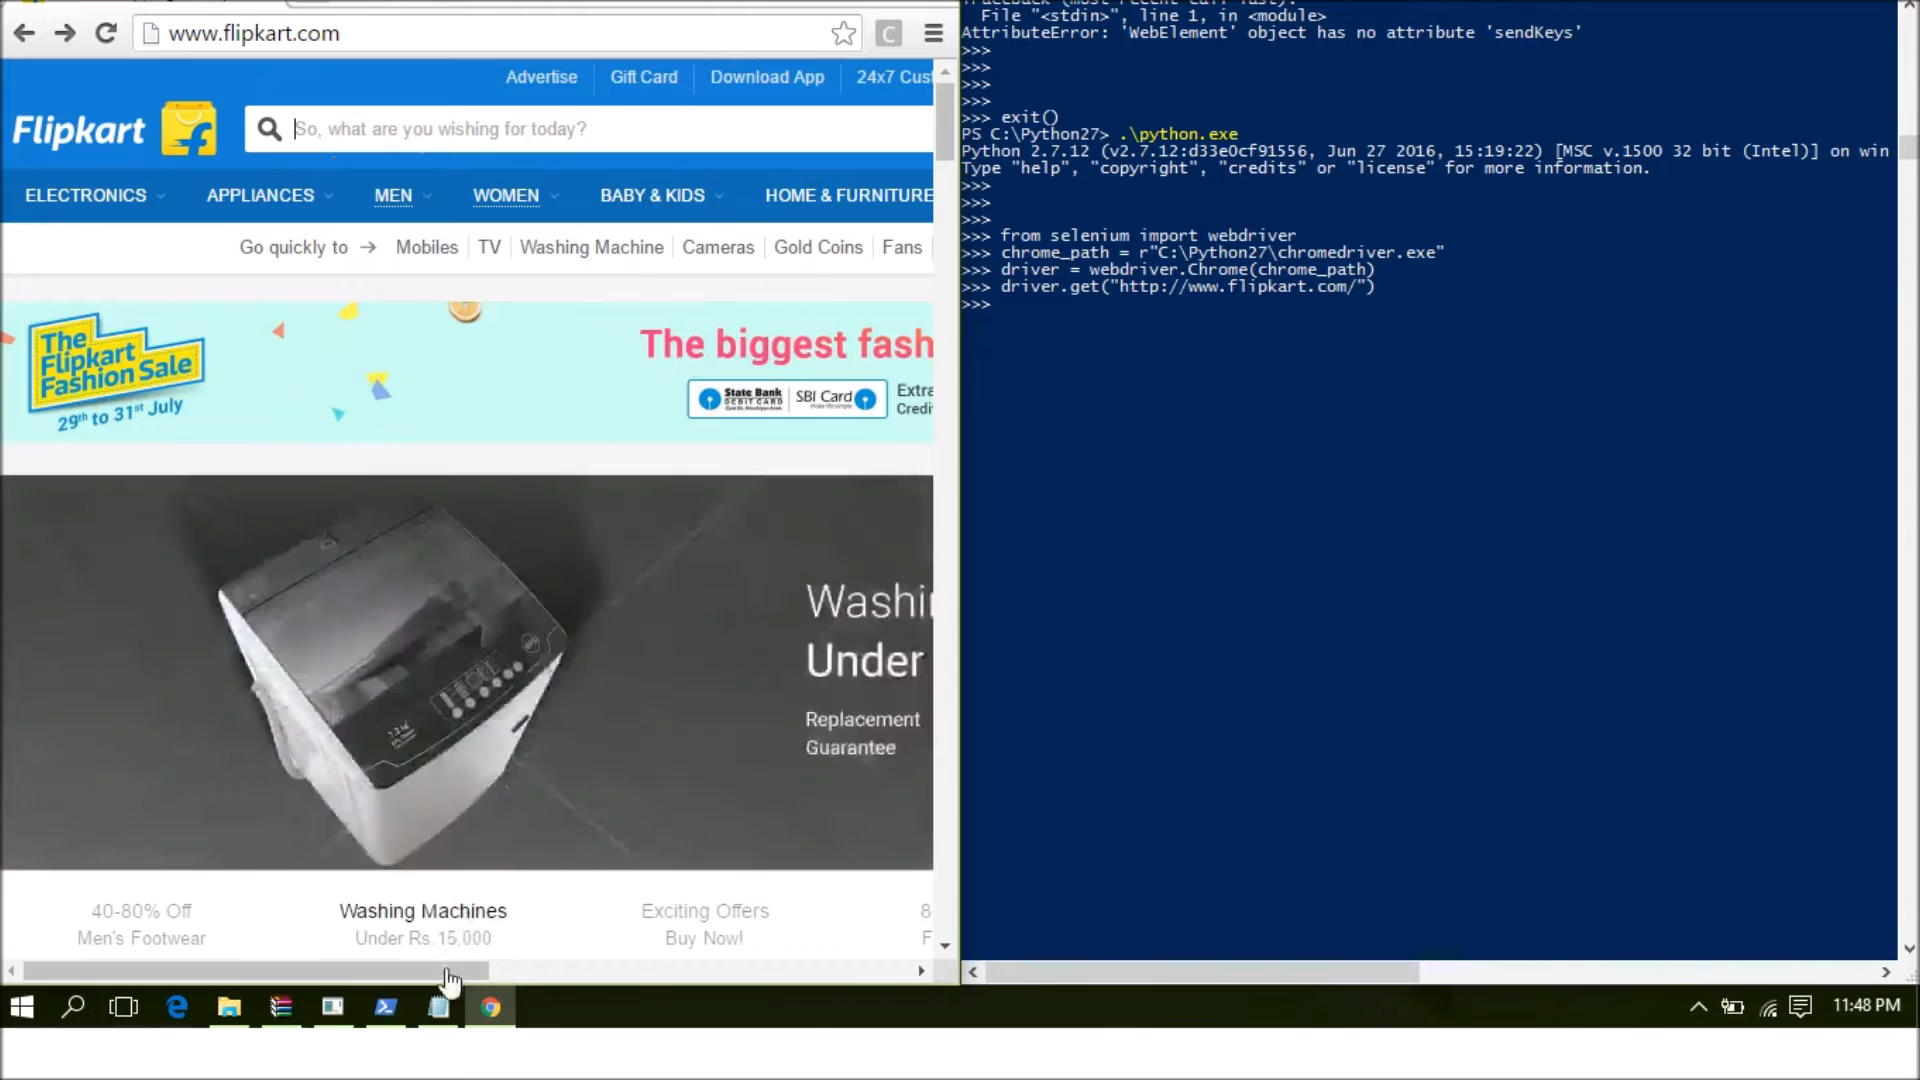 www.flipkart.com
C
Advertise
Gift Card
Download App
24x7 Cust
Flipkart
f
So, what are you wishing for today?
ELECTRONICS
APPLIANCES
MEN
WOMEN
BABY & KIDS
HOME & FURNITURE
Go quickly to
Mobiles
TV
Washing Machine
Cameras
Gold Coins
Fans
The
Flipkart
Fashion Sale
29th to 31st July
The biggest fash
State Bank
DEBIT CARD
SBI Card
Extra
Credi
Washi
Under
Replacement
Guarantee
40-80% Off
Men's Footwear
Washing Machines
Under Rs.15,000
Exciting Offers
Buy Now!
8
F
File "<stdin>", line 1, in <module>
AttributeError: 'WebElement' object has no attribute 'sendKeys'
>>>
>>>
>>>
>>>
>>> exit()
PS C:\Python27> .\python.exe
Python 2.7.12 (v2.7.12:d33e0cf91556, Jun 27 2016, 15:19:22) [MSC v.1500 32 bit (Intel)] on win
Type "help", "copyright", "credits" or "license" for more information.
>>>
>>>
>>>
>>> from selenium import webdriver
>>> chrome_path = r"C:\Python27\chromedriver.exe"
>>> driver = webdriver.Chrome(chrome_path)
>>> driver.get("http://www.flipkart.com/")
>>>
11:48 PM